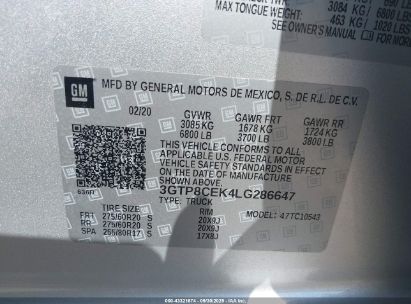 3084 KG / 6800 LB
MAX TONGUE WEIGHT:
463 KG / 1020 LBS
SEE OWNER'S MANUAL
GM
MFD BY GENERAL MOTORS DE MEXICO, S. DE R.L. DE C.V.
02/20
GVWR GAWR FRT GAWR RR
3085 KG 1678 KG 1724 KG
6800 LB 3700 LB 3800 LB
THIS VEHICLE CONFORMS TO ALL
APPLICABLE U.S. FEDERAL MOTOR
VEHICLE SAFETY STANDARDS IN EFFECT
ON THE DATE OF MANUFACTURE
SHOWN ABOVE.
3GTP8CEK4LG286647
TYPE: TRUCK
TIRE SIZE RIM MODEL: 47TC10543
FRT 275/60R20 S 20X9J
RR 275/60R20 S 20X9J
SPA 255/80R17 S 17X8J